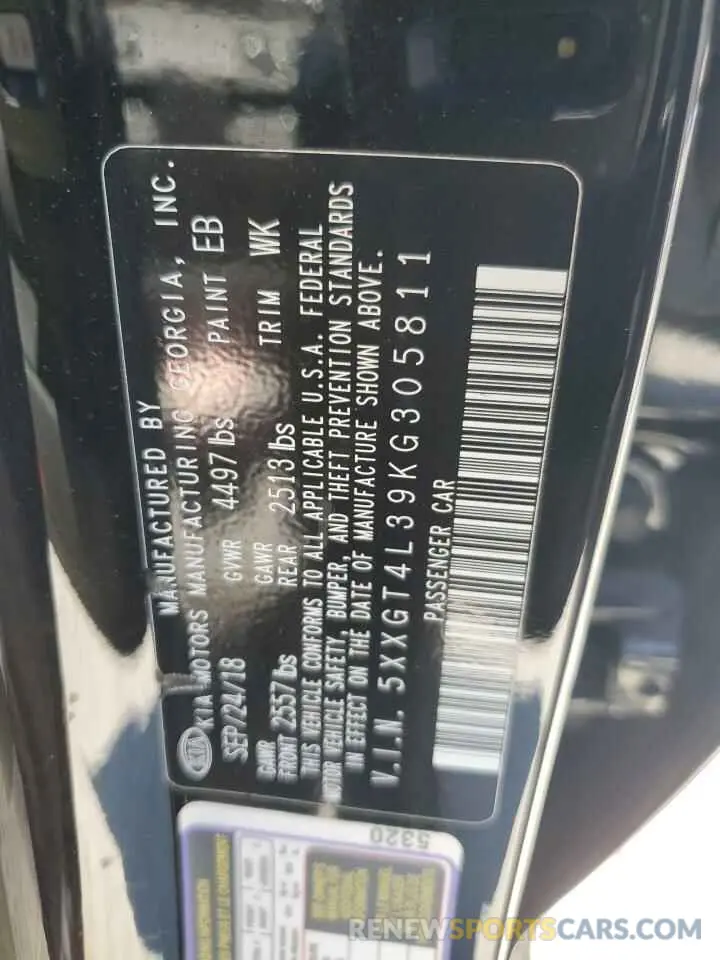 MANUFACTURED BY
KIA KIA MOTORS MANUFACTURING GEORGIA, INC.
SEP/24/18 GVWR 4497 lbs PAINT EB
GAWR FRONT 2557 lbs GAWR REAR 2513 lbs TRIM WK
THIS VEHICLE CONFORMS TO ALL APPLICABLE U.S.A. FEDERAL
MOTOR VEHICLE SAFETY, BUMPER, AND THEFT PREVENTION STANDARDS
IN EFFECT ON THE DATE OF MANUFACTURE SHOWN ABOVE.
V.I.N. 5XXGT4L39KG305811
PASSENGER CAR
5320
RENEWSPORTSCARS.COM